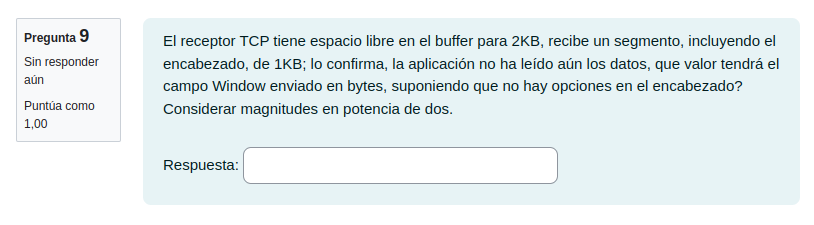 Pregunta 9
Sin responder
aún
Puntúa como
1,00
El receptor TCP tiene espacio libre en el buffer para 2KB, recibe un segmento, incluyendo el
encabezado, de 1KB; lo confirma, la aplicación no ha leído aún los datos, que valor tendrá el
campo Window enviado en bytes, suponiendo que no hay opciones en el encabezado?
Considerar magnitudes en potencia de dos.
Respuesta: